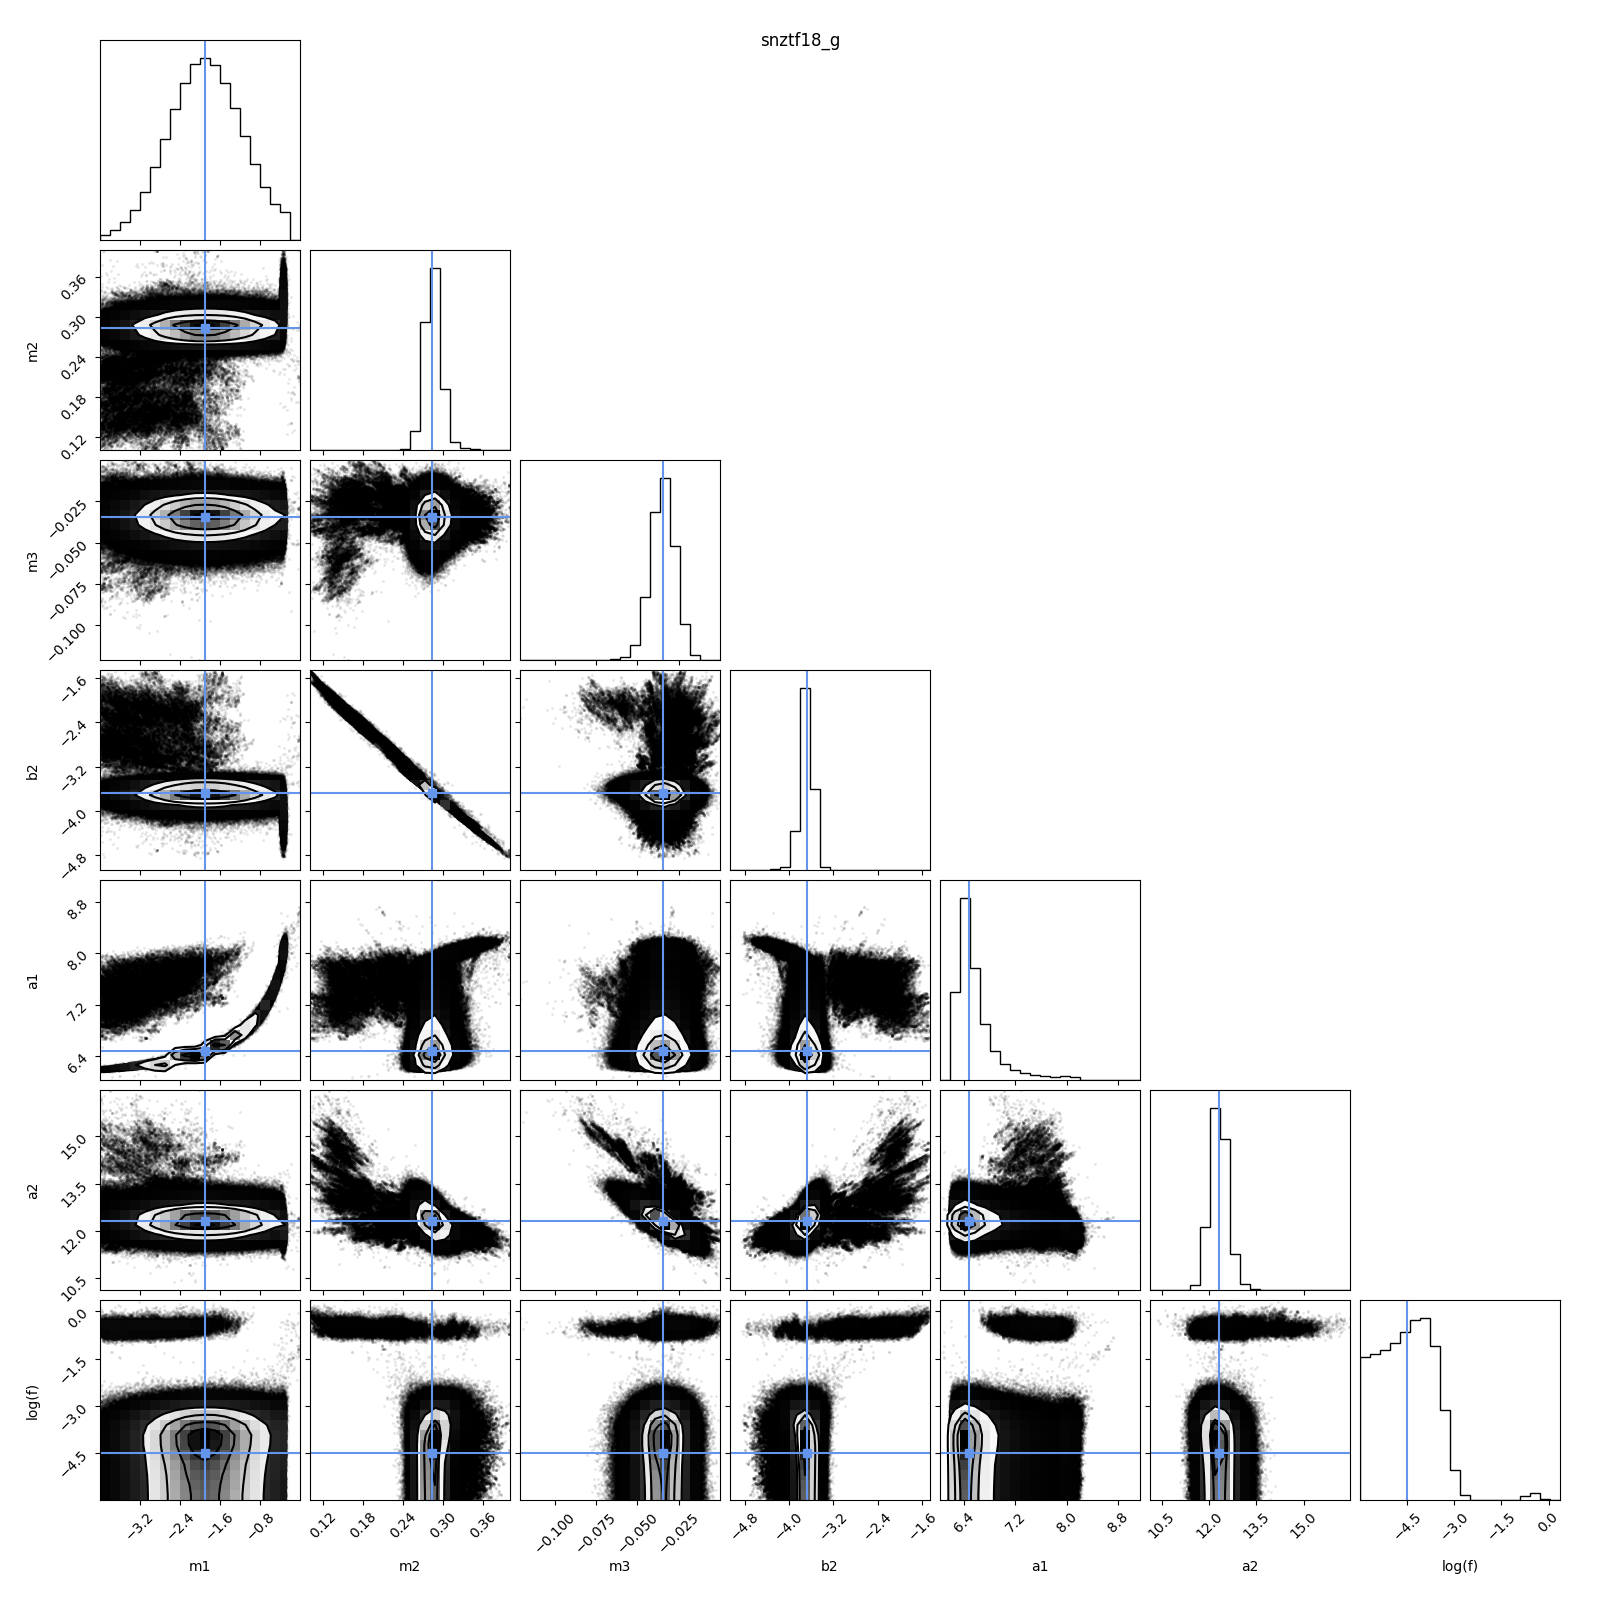 snztf18_g
m2
0.36
0.30
0.24
0.18
0.12
m3
−0.025
−0.050
−0.075
−0.100
b2
−1.6
−2.4
−3.2
−4.0
−4.8
a1
8.8
8.0
7.2
6.4
a2
15.0
13.5
12.0
10.5
log(f)
0.0
−1.5
−3.0
−4.5
−3.2 −2.4 −1.6 −0.8
0.12 0.18 0.24 0.30 0.36
−0.100 −0.075 −0.050 −0.025
−4.8 −4.0 −3.2 −2.4 −1.6
6.4 7.2 8.0 8.8
10.5 12.0 13.5 15.0
−4.5 −3.0 −1.5 0.0
m1 m2 m3 b2 a1 a2 log(f)